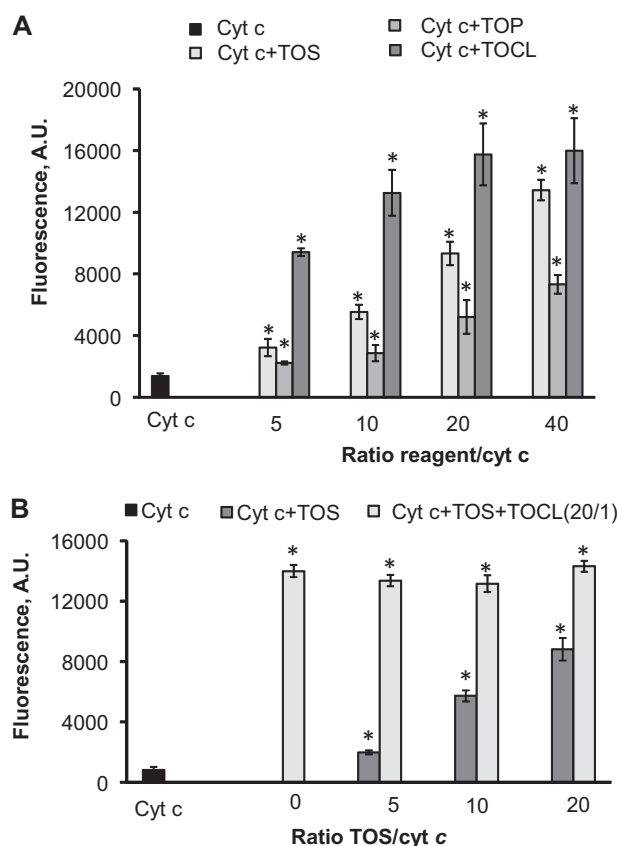 A
Cyt c
Cyt c+TOP
Cyt c+TOS
Cyt c+TOCL
Fluorescence, A.U.
20000
16000
12000
8000
4000
0
* * *
* * *
* * *
* * *
Cyt c 5 10 20 40
Ratio reagent/cyt c
B
Cyt c Cyt c+TOS Cyt c+TOS+TOCL(20/1)
Fluorescence, A.U.
16000
12000
8000
4000
0
*
* *
* *
* *
Cyt c 0 5 10 20
Ratio TOS/cyt c